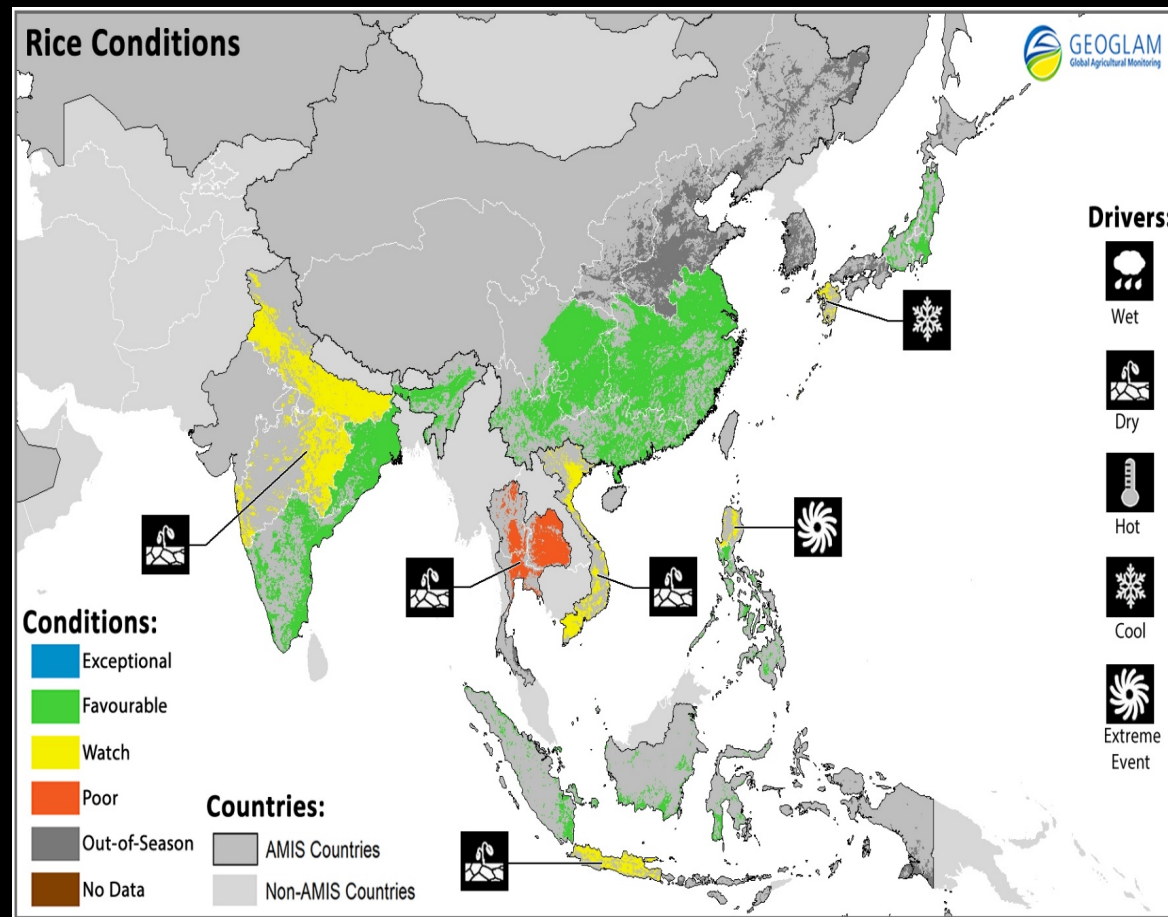 Rice Conditions
GEOGLAM
Global Agricultural Monitoring
Drivers:
Wet
Dry
Hot
Cool
Extreme
Event
Conditions:
Exceptional
Favourable
Watch
Poor
Out-of-Season
No Data
Countries:
AMIS Countries
Non-AMIS Countries